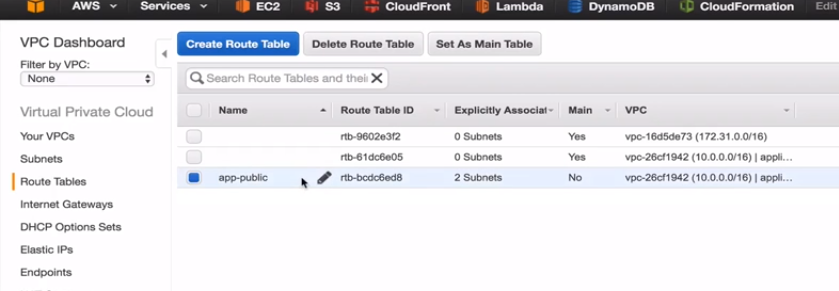 AWS Services EC2 S3 CloudFront Lambda DynamoDB CloudFormation Edit
VPC Dashboard
Filter by VPC:
None
Virtual Private Cloud
Your VPCs
Subnets
Route Tables
Internet Gateways
DHCP Options Sets
Elastic IPs
Endpoints
Create Route Table Delete Route Table Set As Main Table
Search Route Tables and thei
Name Route Table ID Explicitly Associat Main VPC
rtb-9602e3f2 0 Subnets Yes vpc-16d5de73 (172.31.0.0/16)
rtb-61dc6e05 0 Subnets Yes vpc-26cf1942 (10.0.0.0/16) | appli...
app-public rtb-bcdc6ed8 2 Subnets No vpc-26cf1942 (10.0.0.0/16) | appli...